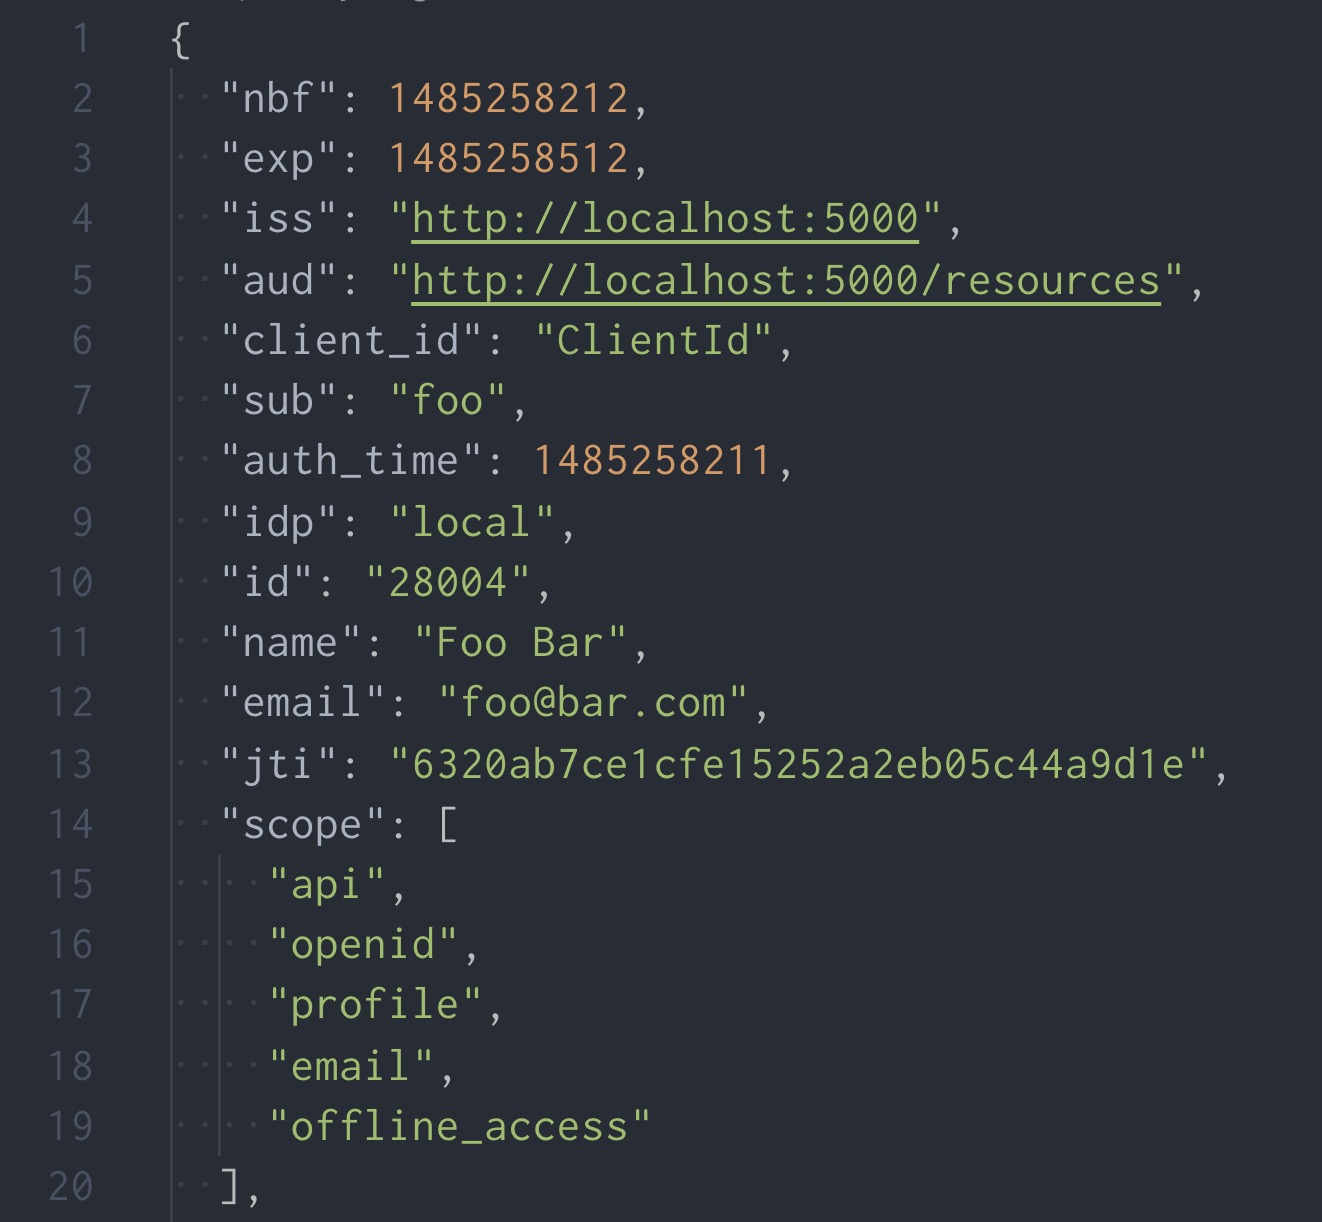 1 {
2 "nbf": 1485258212,
3 "exp": 1485258512,
4 "iss": "http://localhost:5000",
5 "aud": "http://localhost:5000/resources",
6 "client_id": "ClientId",
7 "sub": "foo",
8 "auth_time": 1485258211,
9 "idp": "local",
10 "id": "28004",
11 "name": "Foo Bar",
12 "email": "foo@bar.com",
13 "jti": "6320ab7ce1cfe15252a2eb05c44a9d1e",
14 "scope": [
15 "api",
16 "openid",
17 "profile",
18 "email",
19 "offline_access"
20 ],